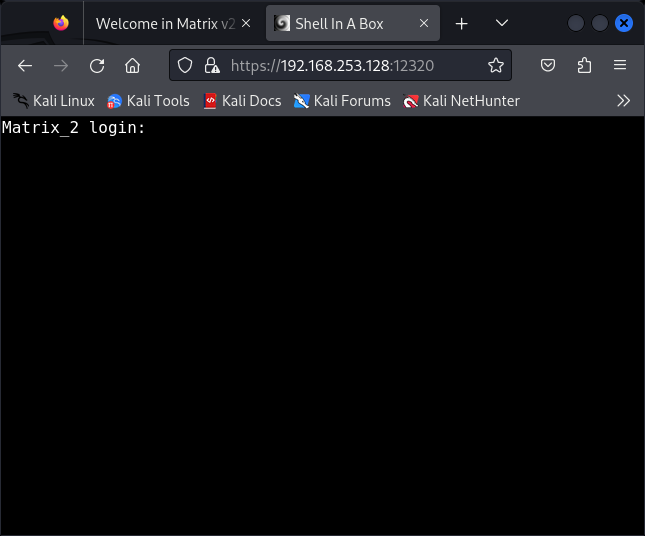 Welcome in Matrix v2
Shell In A Box
https://192.168.253.128:12320
Kali Linux
Kali Tools
Kali Docs
Kali Forums
Kali NetHunter
Matrix_2 login: